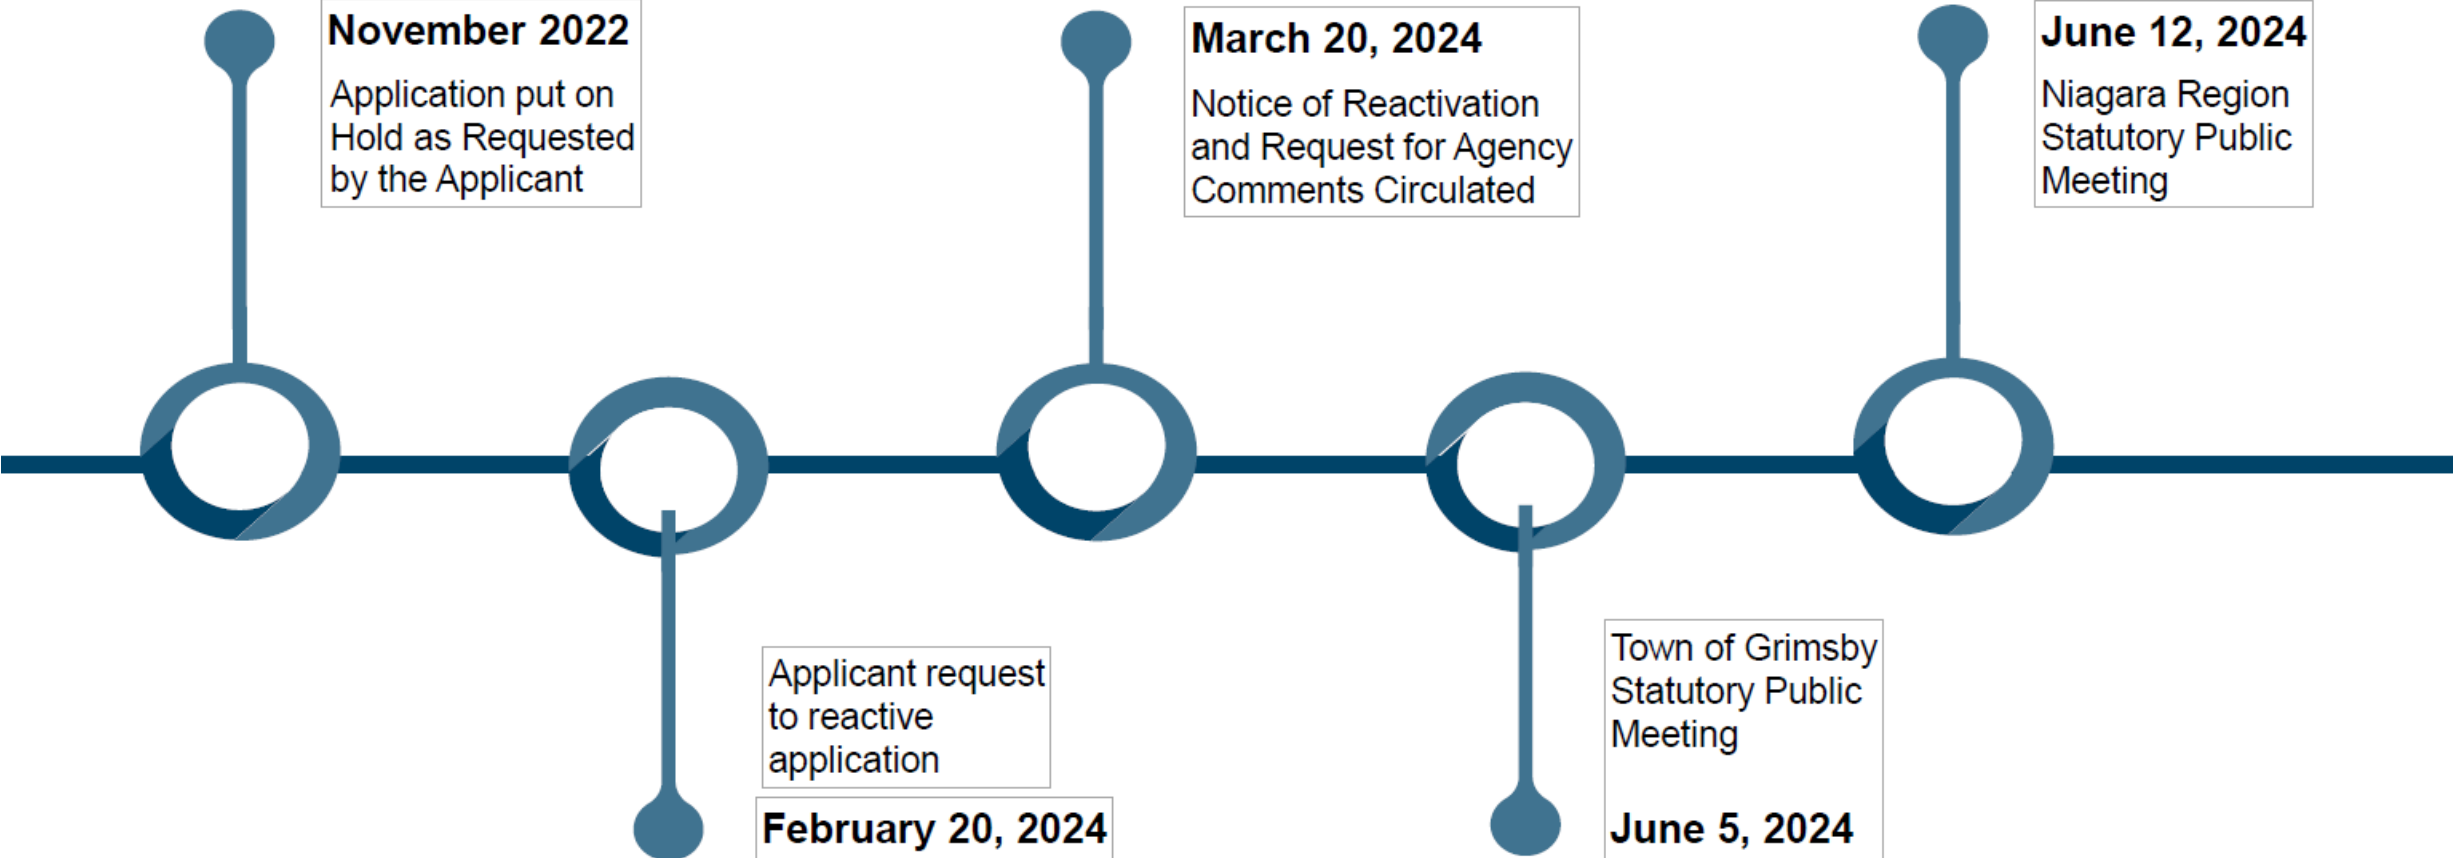 November 2022
Application put on
Hold as Requested
by the Applicant
Applicant request
to reactive
application
February 20, 2024
March 20, 2024
Notice of Reactivation
and Request for Agency
Comments Circulated
Town of Grimsby
Statutory Public
Meeting
June 5, 2024
June 12, 2024
Niagara Region
Statutory Public
Meeting